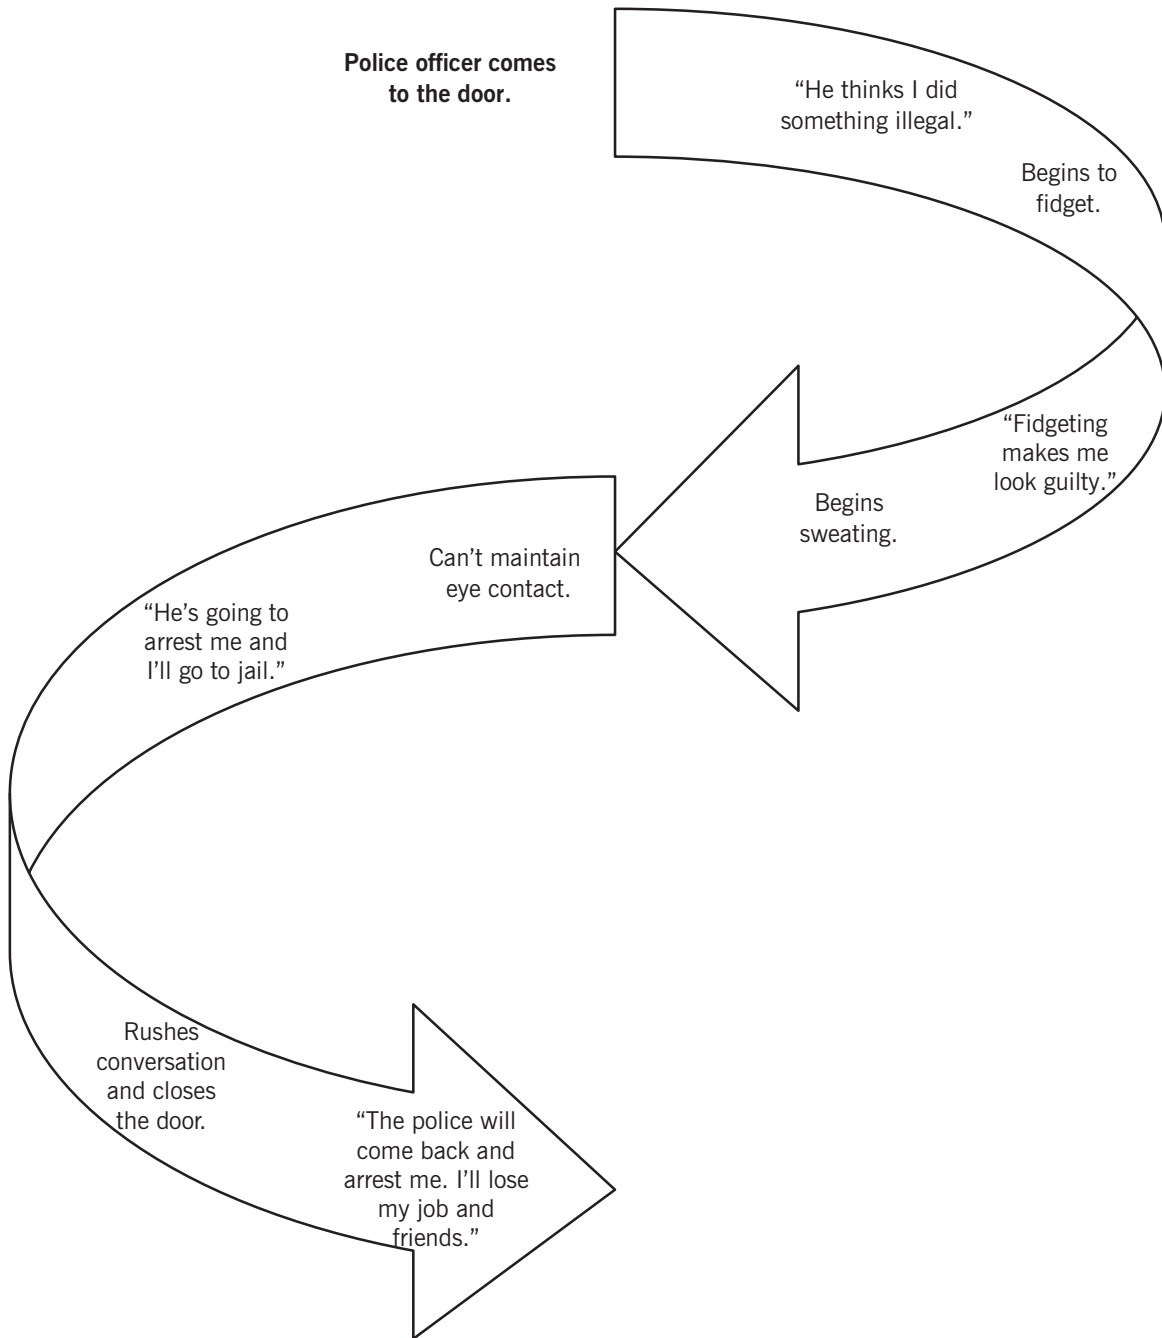 Police officer comes
to the door.
“He thinks I did
something illegal.”
Begins to
fidget.
“Fidgeting
makes me
look guilty.”
Begins
sweating.
Can’t maintain
eye contact.
“He’s going to
arrest me and
I’ll go to jail.”
Rushes
conversation
and closes
the door.
“The police will
come back and
arrest me. I’ll lose
my job and
friends.”